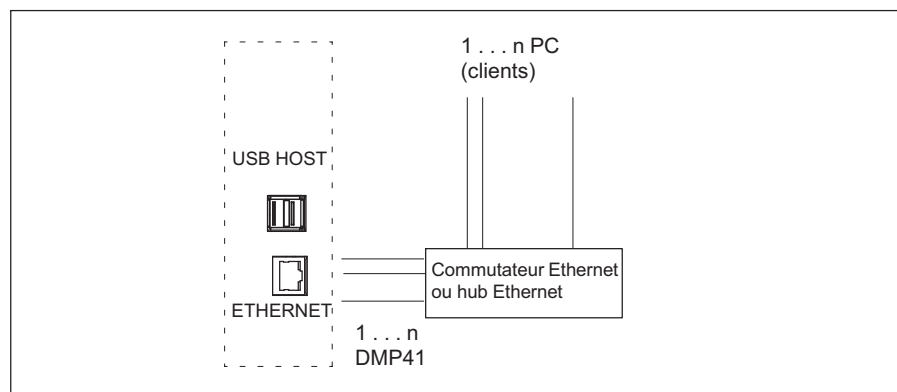 1 . . . n PC
(clients)
USB HOST
Commutateur Ethernet
ou hub Ethernet
ETHERNET
1 . . . n
DMP41